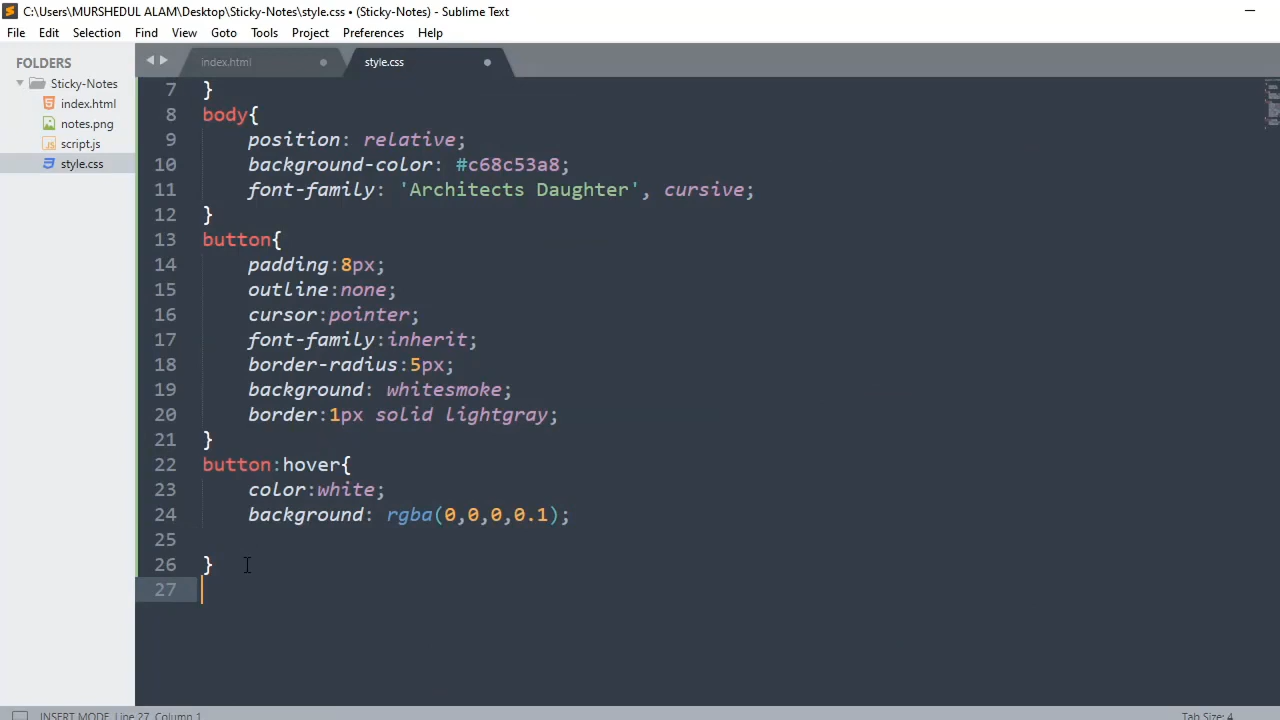 C:\Users\MURSHEDUL ALAM\Desktop\Sticky-Notes\style.css • (Sticky-Notes) - Sublime Text
File Edit Selection Find View Goto Tools Project Preferences Help
FOLDERS
Sticky-Notes
index.html
notes.png
script.js
style.css
index.html style.css
7 }
8 body{
9 position: relative;
10 background-color: #c68c53a8;
11 font-family: 'Architects Daughter', cursive;
12 }
13 button{
14 padding:8px;
15 outline:none;
16 cursor:pointer;
17 font-family:inherit;
18 border-radius:5px;
19 background: whitesmoke;
20 border:1px solid lightgray;
21 }
22 button:hover{
23 color:white;
24 background: rgba(0,0,0,0.1);
25
26 }
27
INSERT MODE, Line 27, Column 1 Tab Size: 4